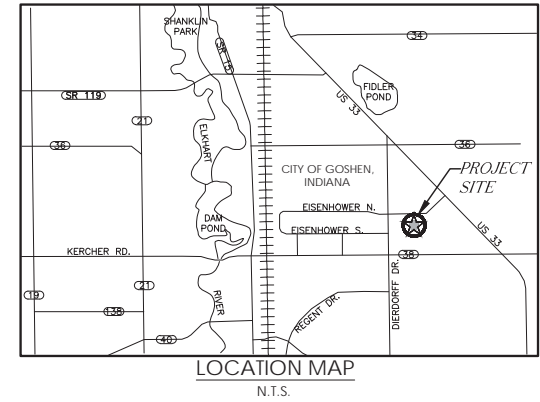 SHANKLIN
PARK
SR 15
34
SR 119
FIDLER
POND
US 33
21
ELKHART
36
36
CITY OF GOSHEN,
INDIANA
PROJECT
SITE
EISENHOWER N.
DAM
POND
EISENHOWER S.
US 33
KERCHER RD.
38
DIERDORFF DR.
19
21
RIVER
REGENT DR.
138
40
LOCATION MAP
N.T.S.